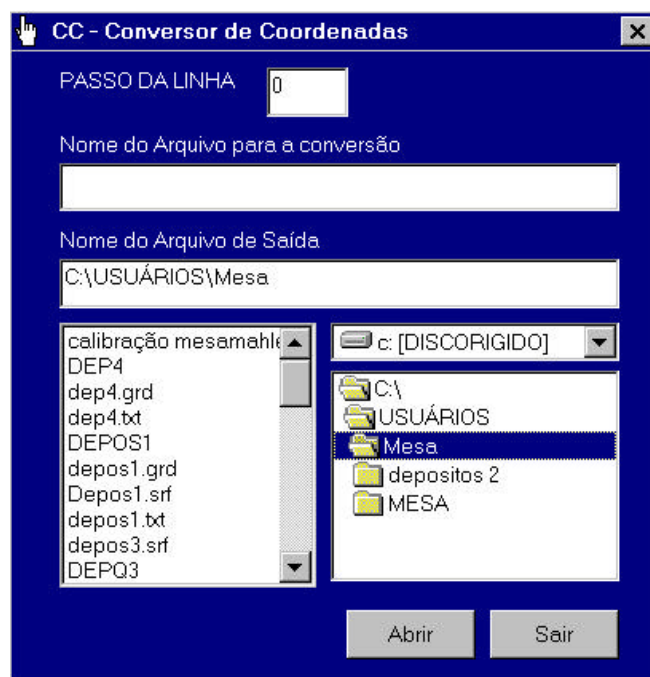 CC - Conversor de Coordenadas
PASSO DA LINHA
0
Nome do Arquivo para a conversão
Nome do Arquivo de Saída
C:\USUÁRIOS\Mesa
calibração mesamahle
DEP4
dep4.grd
dep4.txt
DEPOS1
depos1.grd
Depos1.srf
depos1.txt
depos3.srf
DEPQ3
c: [DISCORIGIDO]
C:\
USUÁRIOS
Mesa
depositos 2
MESA
Abrir
Sair